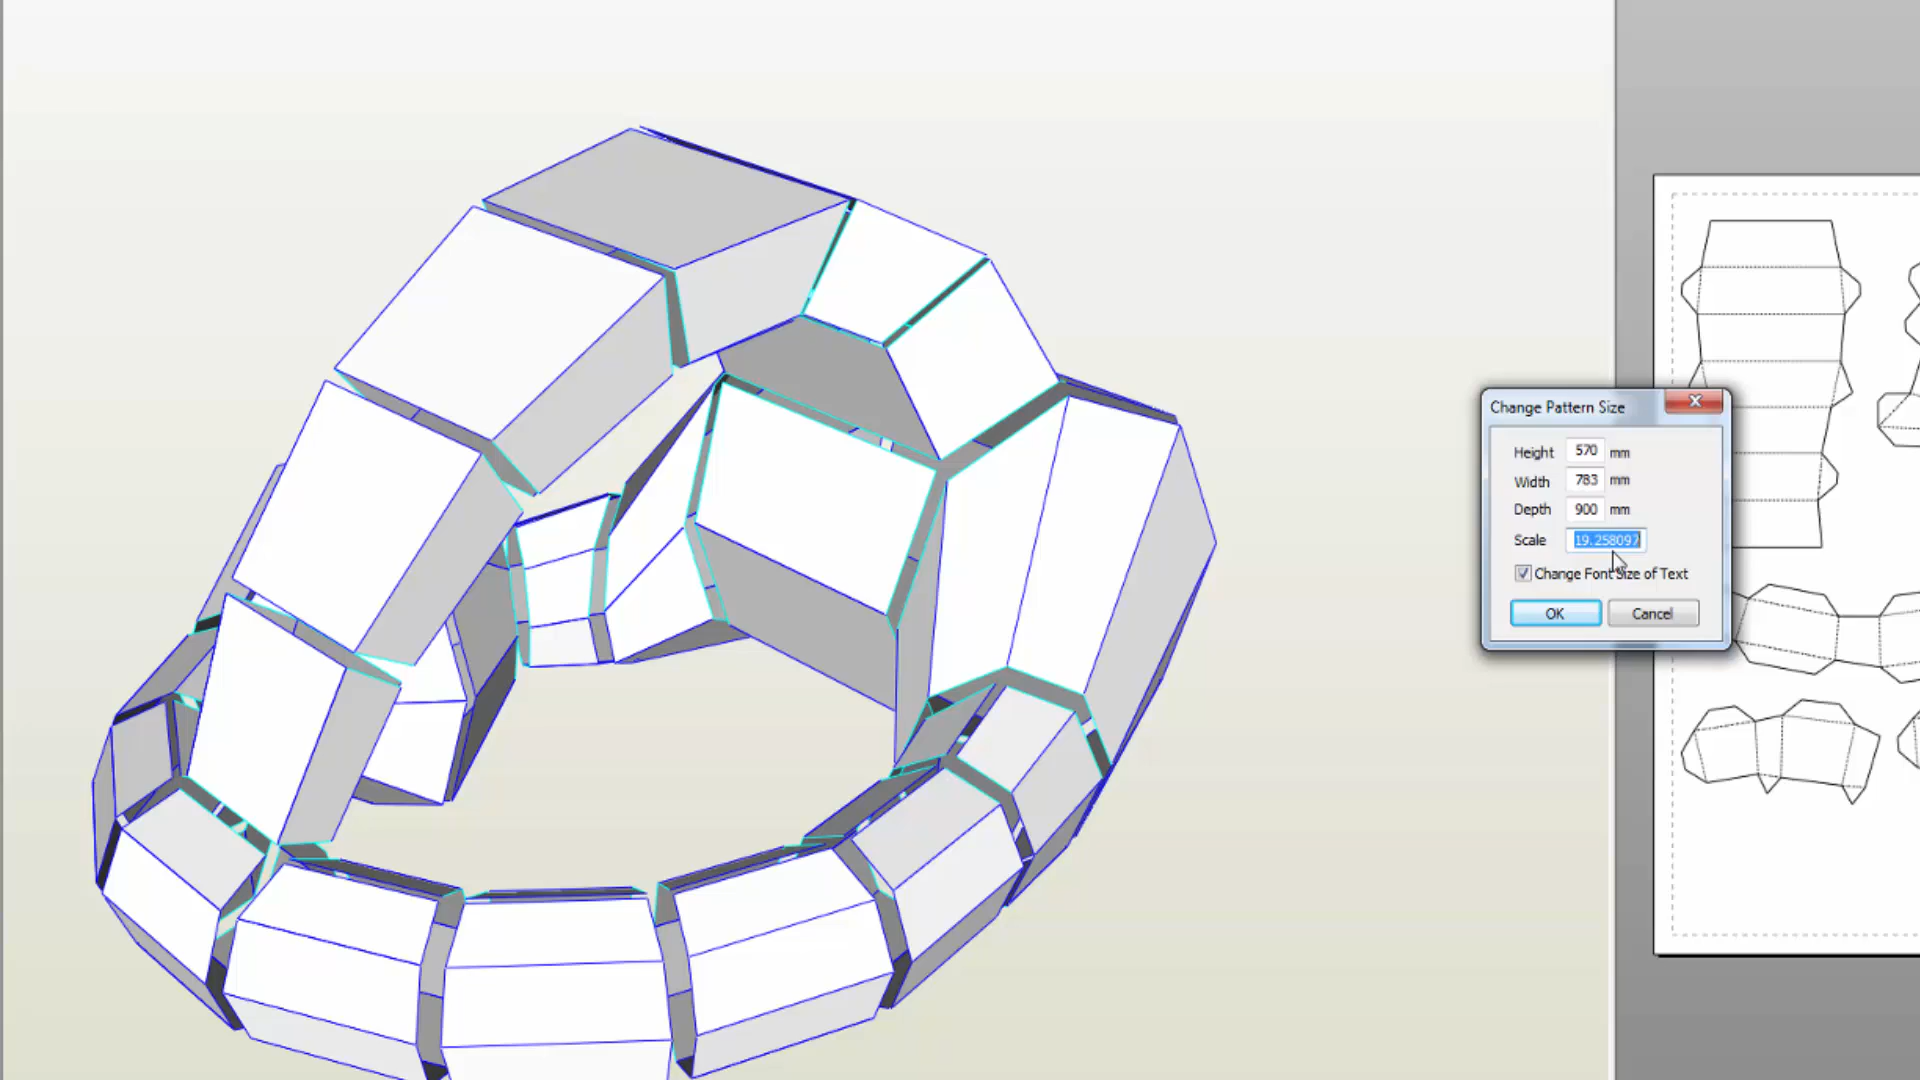 Change Pattern Size
Height 570 mm
Width 783 mm
Depth 900 mm
Scale 19.258097
Change Font Size of Text
OK Cancel